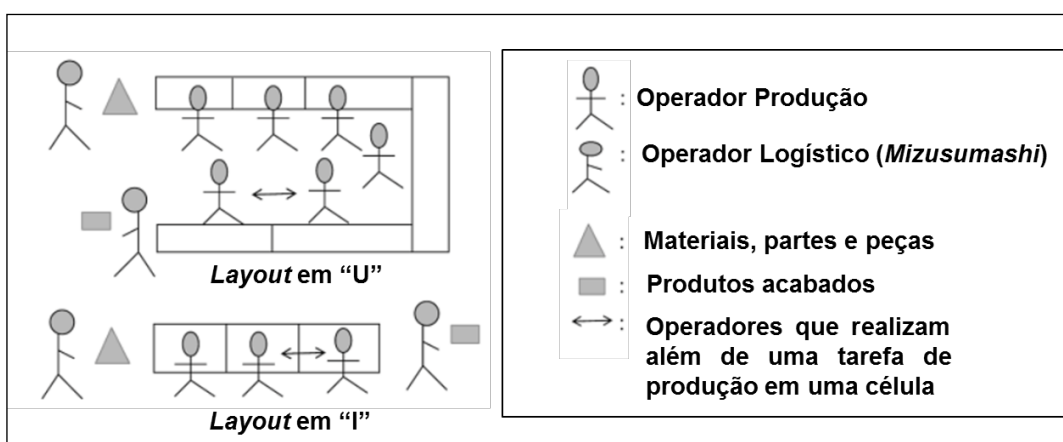 Layout em “U”
Layout em “I”
: Operador Produção
: Operador Logístico (Mizusumashi)
: Materiais, partes e peças
: Produtos acabados
: Operadores que realizam
além de uma tarefa de
produção em uma célula